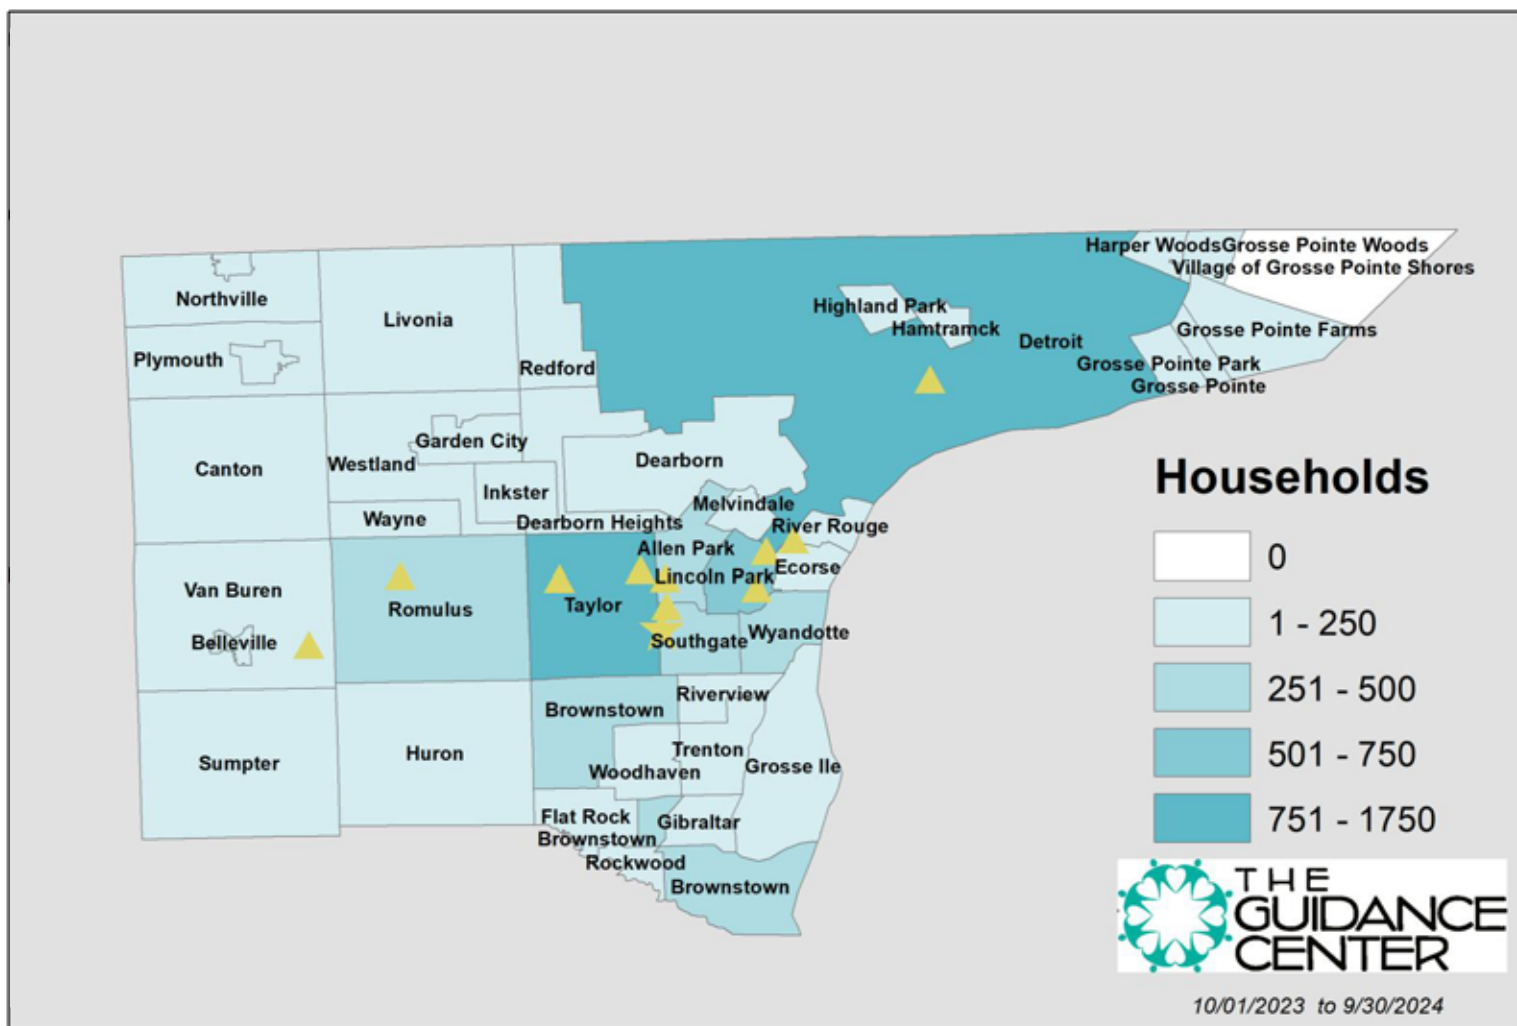 Harper Woods
Grosse Pointe Woods
Village of Grosse Pointe Shores
Northville
Livonia
Highland Park
Hamtramck
Detroit
Grosse Pointe Farms
Plymouth
Redford
Grosse Pointe Park
Grosse Pointe
Canton
Westland
Garden City
Dearborn
Inkster
Melvindale
Wayne
Dearborn Heights
River Rouge
Allen Park
Ecorse
Lincoln Park
Van Buren
Romulus
Taylor
Belleville
Southgate
Wyandotte
Brownstown
Riverview
Sumpter
Huron
Trenton
Woodhaven
Grosse Ile
Flat Rock
Brownstown
Gibraltar
Rockwood
Brownstown
Households
0
1 - 250
251 - 500
501 - 750
751 - 1750
THE
GUIDANCE
CENTER
10/01/2023 to 9/30/2024